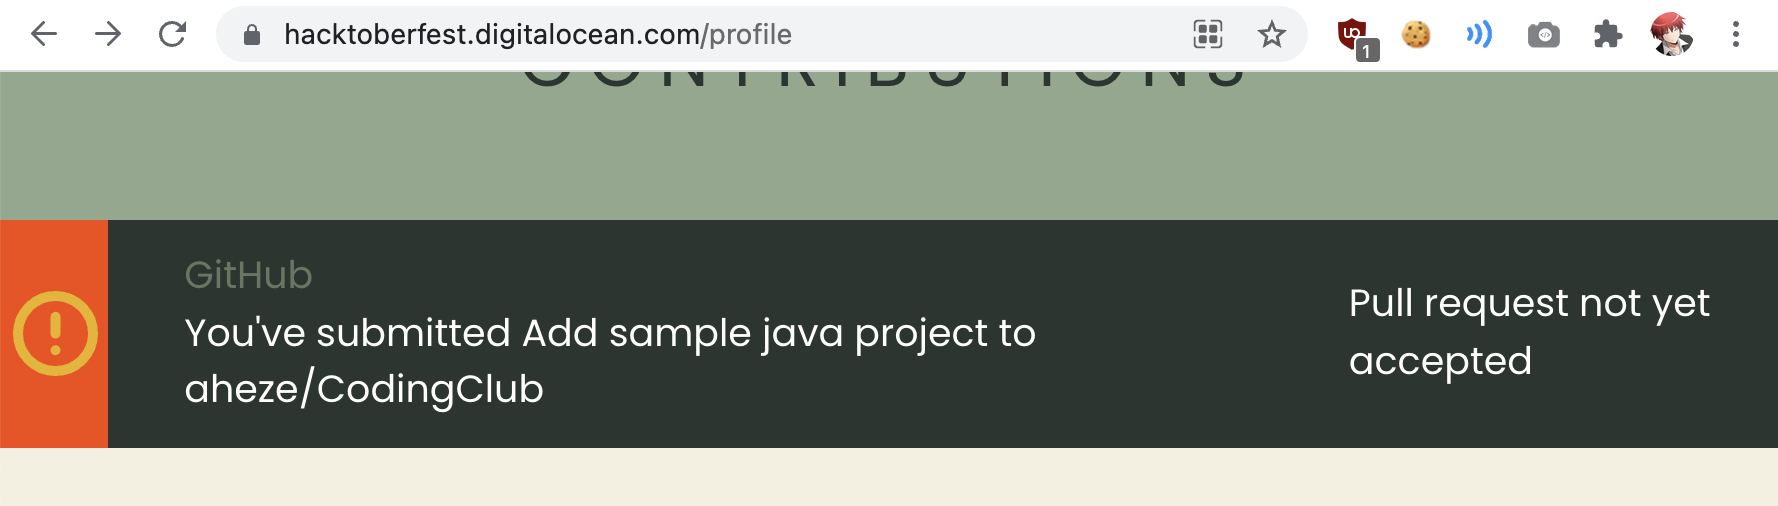 hacktoberfest.digitalocean.com/profile
1
CONTRIBUTIONS
GitHub
You've submitted Add sample java project to
aheze/CodingClub
Pull request not yet
accepted